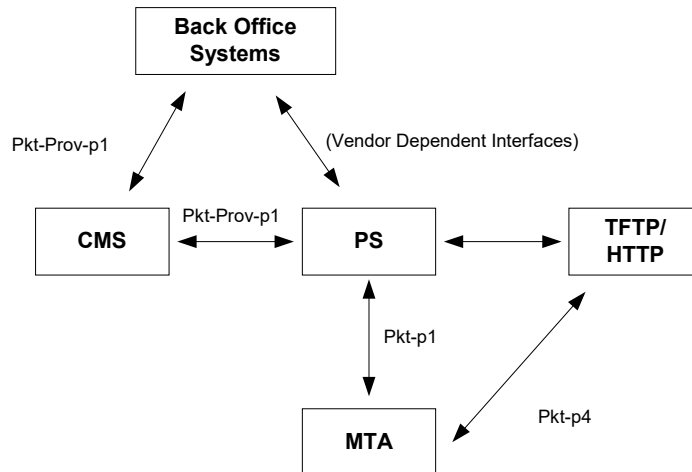 Back Office
Systems
Pkt-Prov-p1
(Vendor Dependent Interfaces)
Pkt-Prov-p1
CMS
PS
TFTP/
HTTP
Pkt-p1
Pkt-p4
MTA